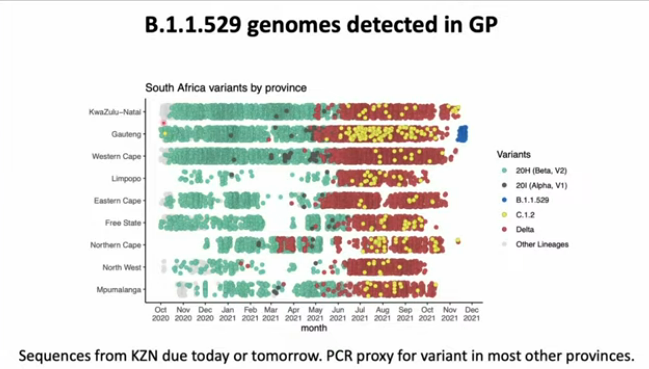 B.1.1.529 genomes detected in GP
South Africa variants by province
KwaZulu-Natal
Gauteng
Western Cape
Limpopo
Eastern Cape
Free State
Northern Cape
North West
Mpumalanga
Variants
20H (Beta, V2)
20I (Alpha, V1)
B.1.1.529
C.1.2
Delta
Other Lineages
Oct Nov Dec Jan Feb Mar Apr May Jun Jul Aug Sep Oct Nov Dec
2020 2020 2020 2021 2021 2021 2021 2021 2021 2021 2021 2021 2021 2021 2021
month
Sequences from KZN due today or tomorrow. PCR proxy for variant in most other provinces.